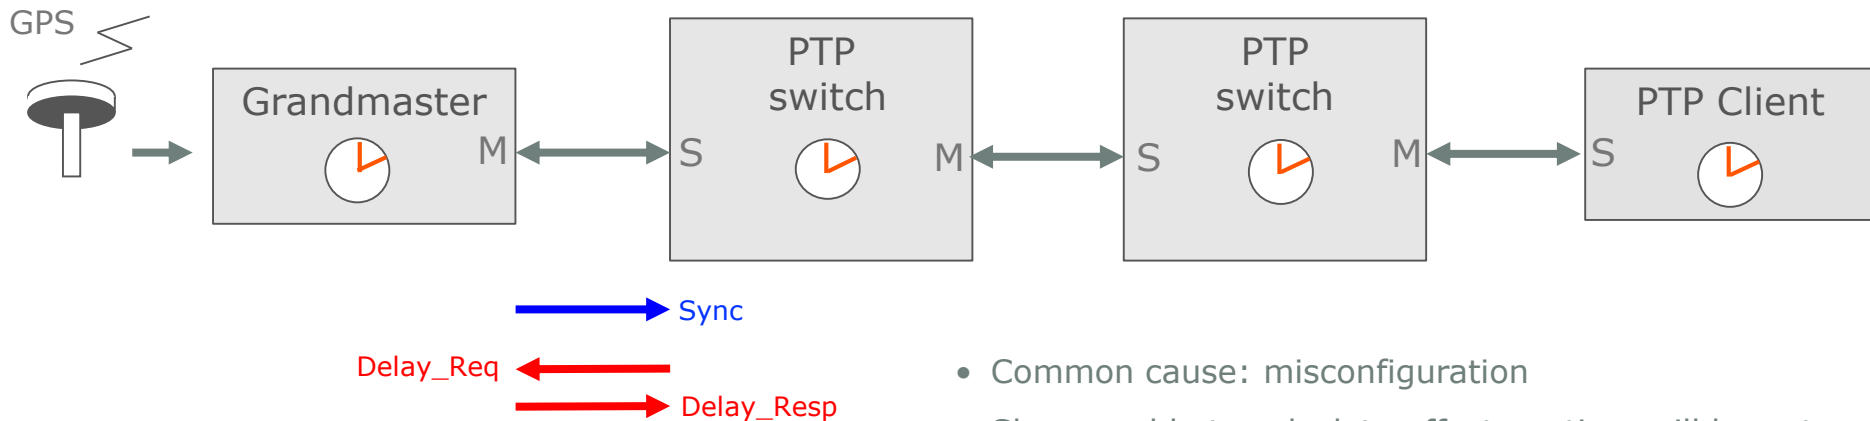 GPS
Grandmaster
M
S
PTP
switch
M
S
PTP
switch
M
S
PTP Client
Sync
Delay_Req
Delay_Resp
• Common cause: misconfiguration